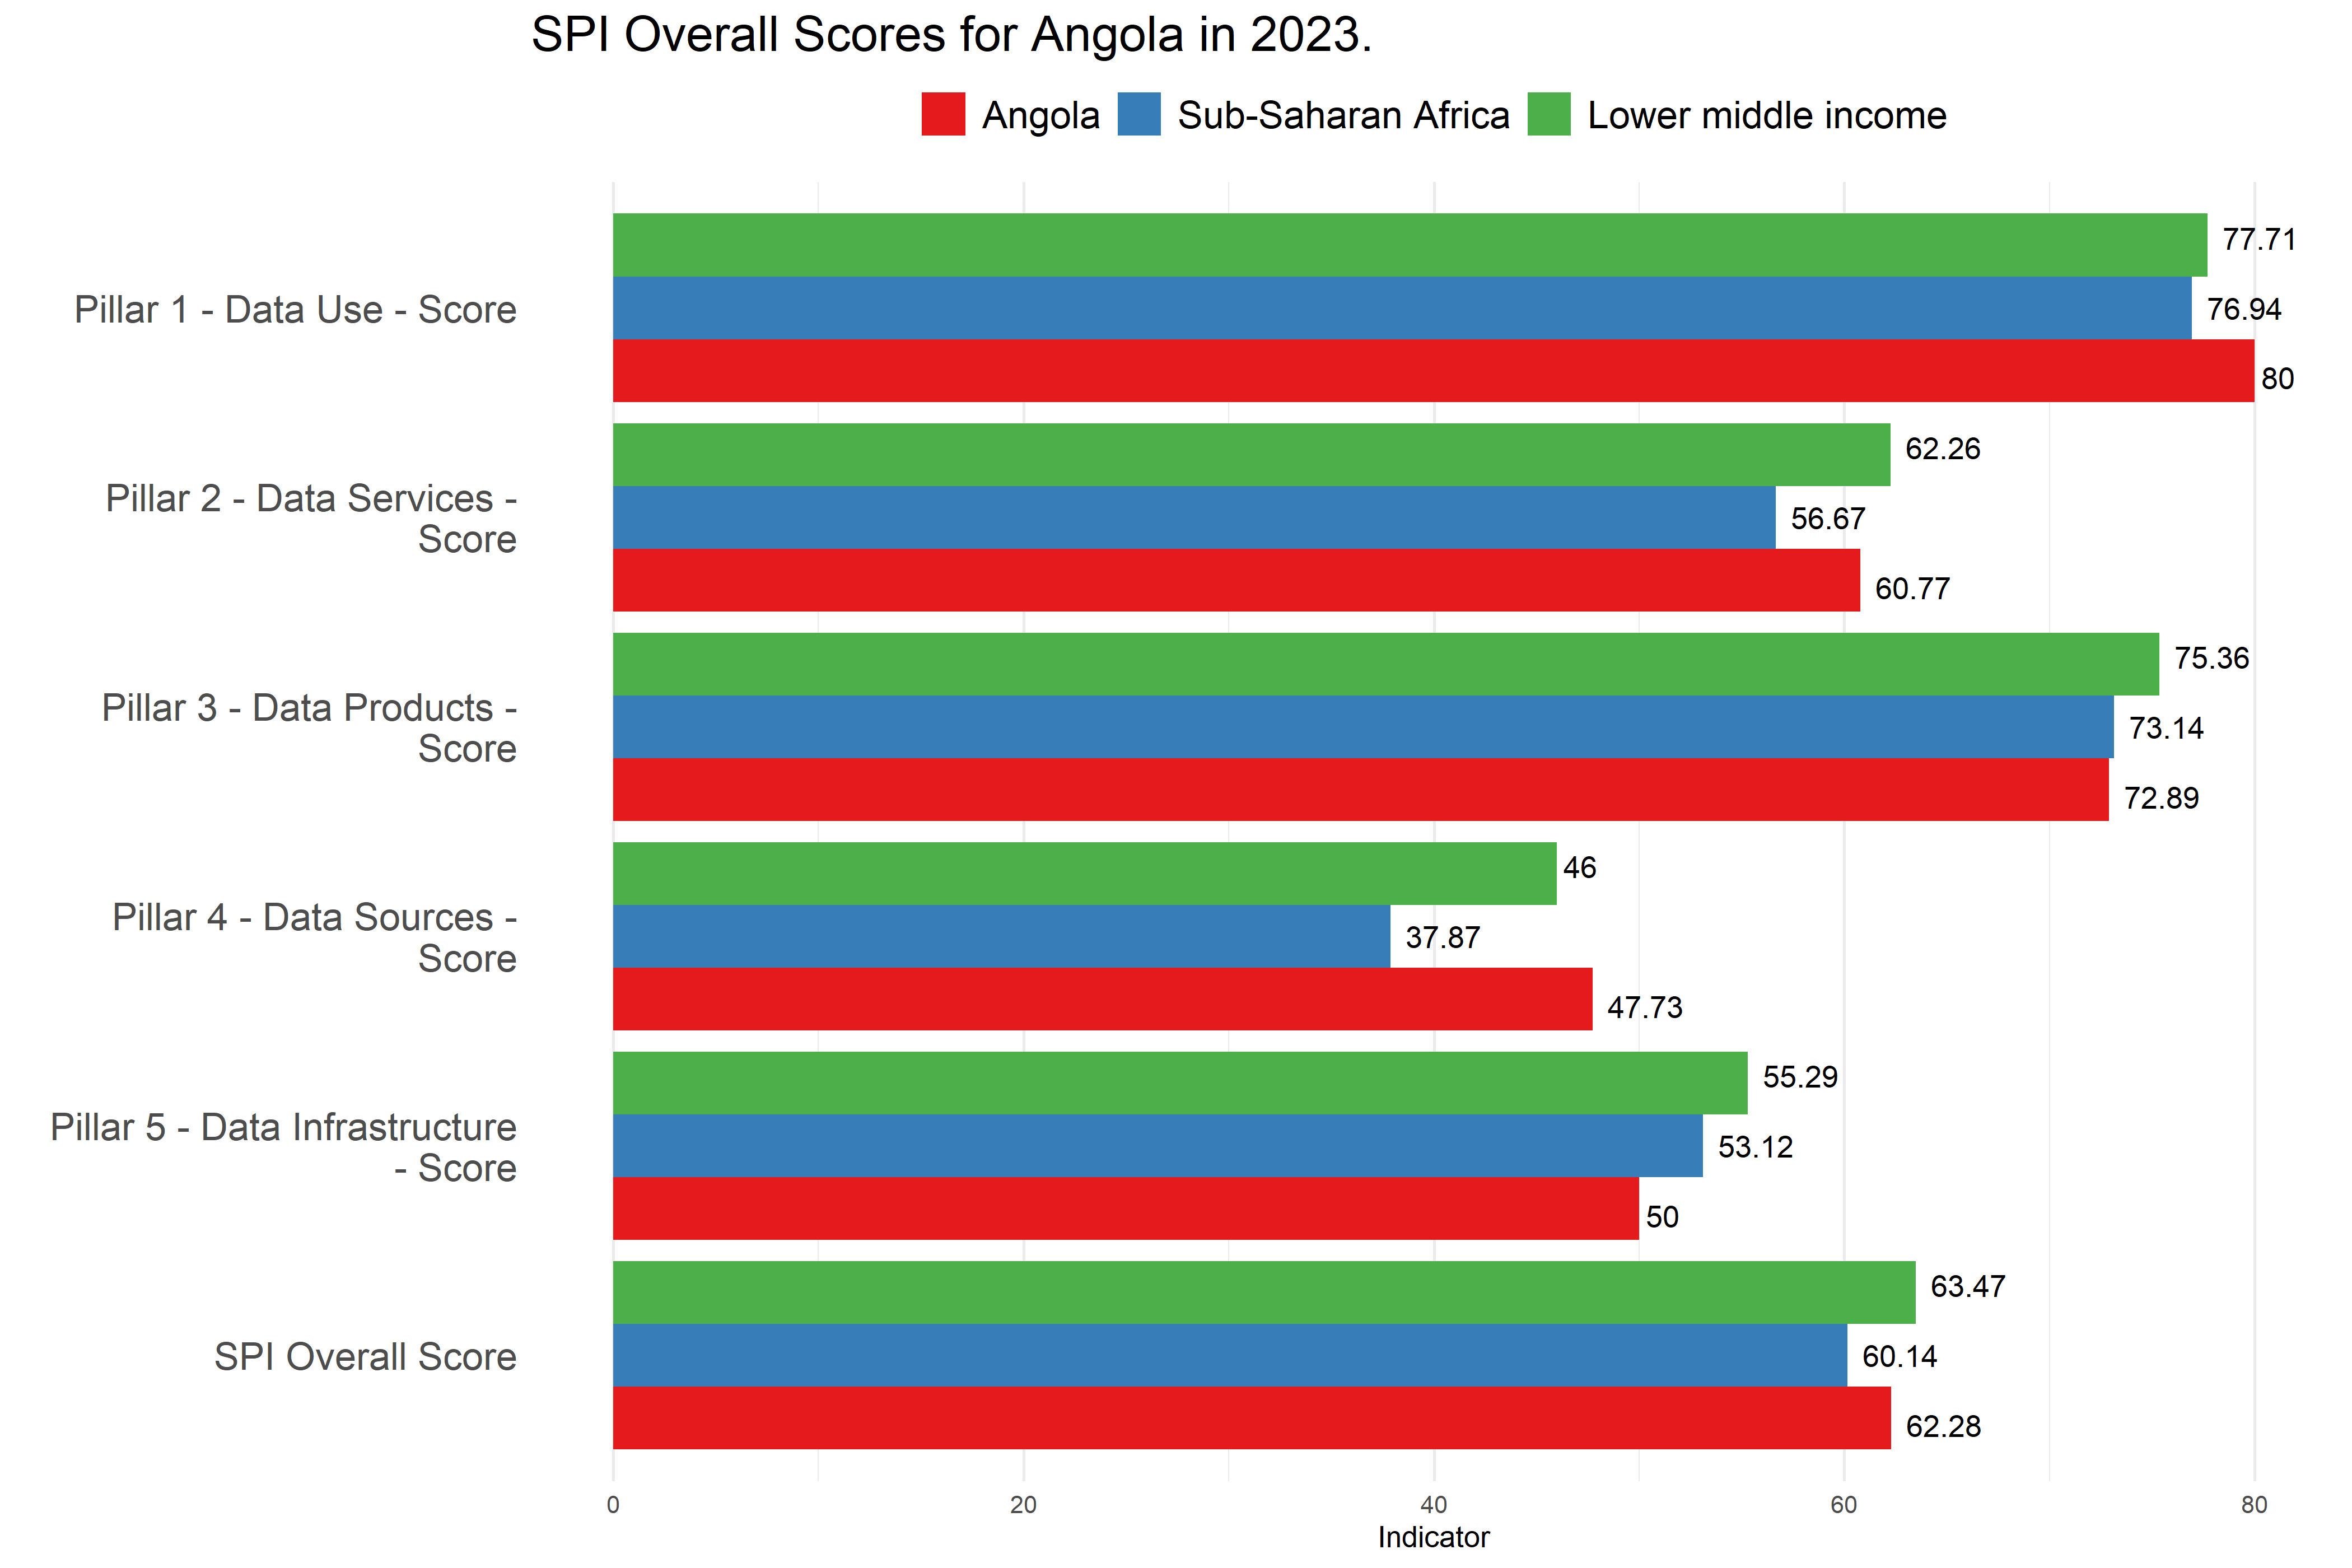 SPI Overall Scores for Angola in 2023.
Angola Sub-Saharan Africa Lower middle income
Pillar 1 - Data Use - Score
77.71
76.94
80
Pillar 2 - Data Services -
Score
62.26
56.67
60.77
Pillar 3 - Data Products -
Score
75.36
73.14
72.89
Pillar 4 - Data Sources -
Score
46
37.87
47.73
Pillar 5 - Data Infrastructure
- Score
55.29
53.12
50
SPI Overall Score
63.47
60.14
62.28
0 20 40 60 80
Indicator